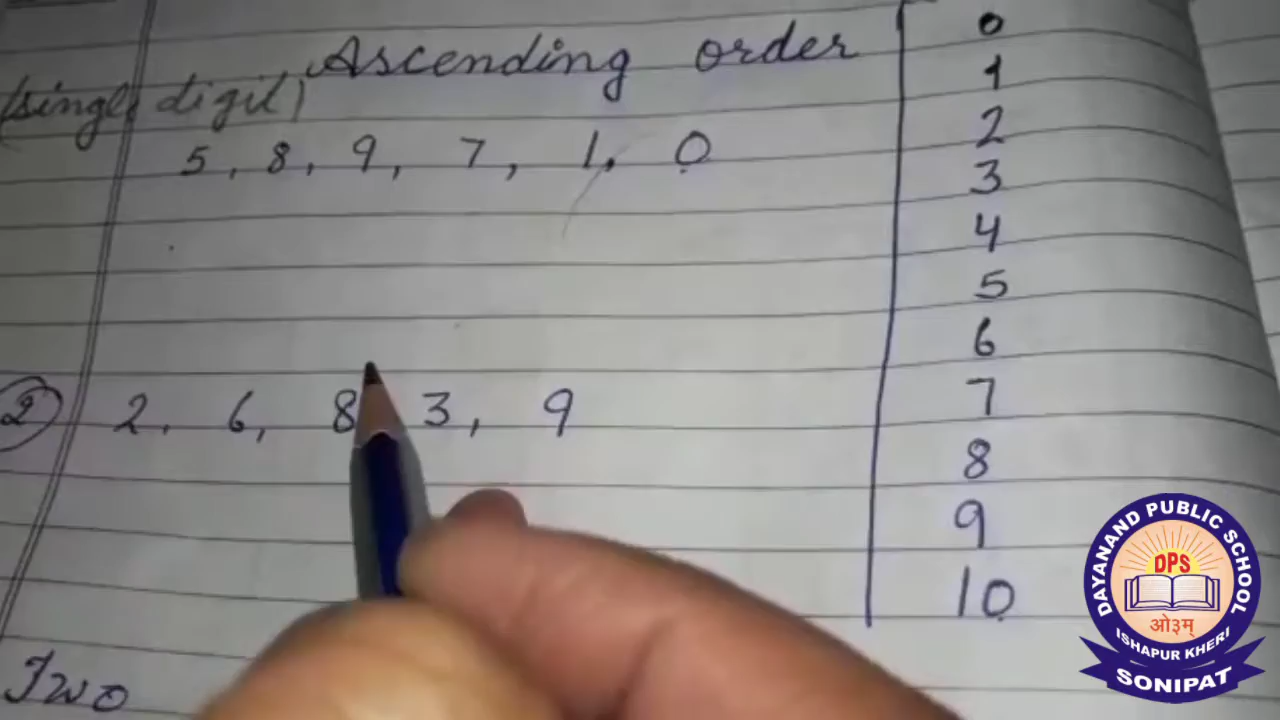 Ascending order
(single digit)
5, 8, 9, 7, 1, 0
2 2, 6, 8 3, 9
Two
0
1
2
3
4
5
6
7
8
9
10
DAYANAND PUBLIC SCHOOL
DPS
ओ३म्
ISHAPUR KHERI
SONIPAT